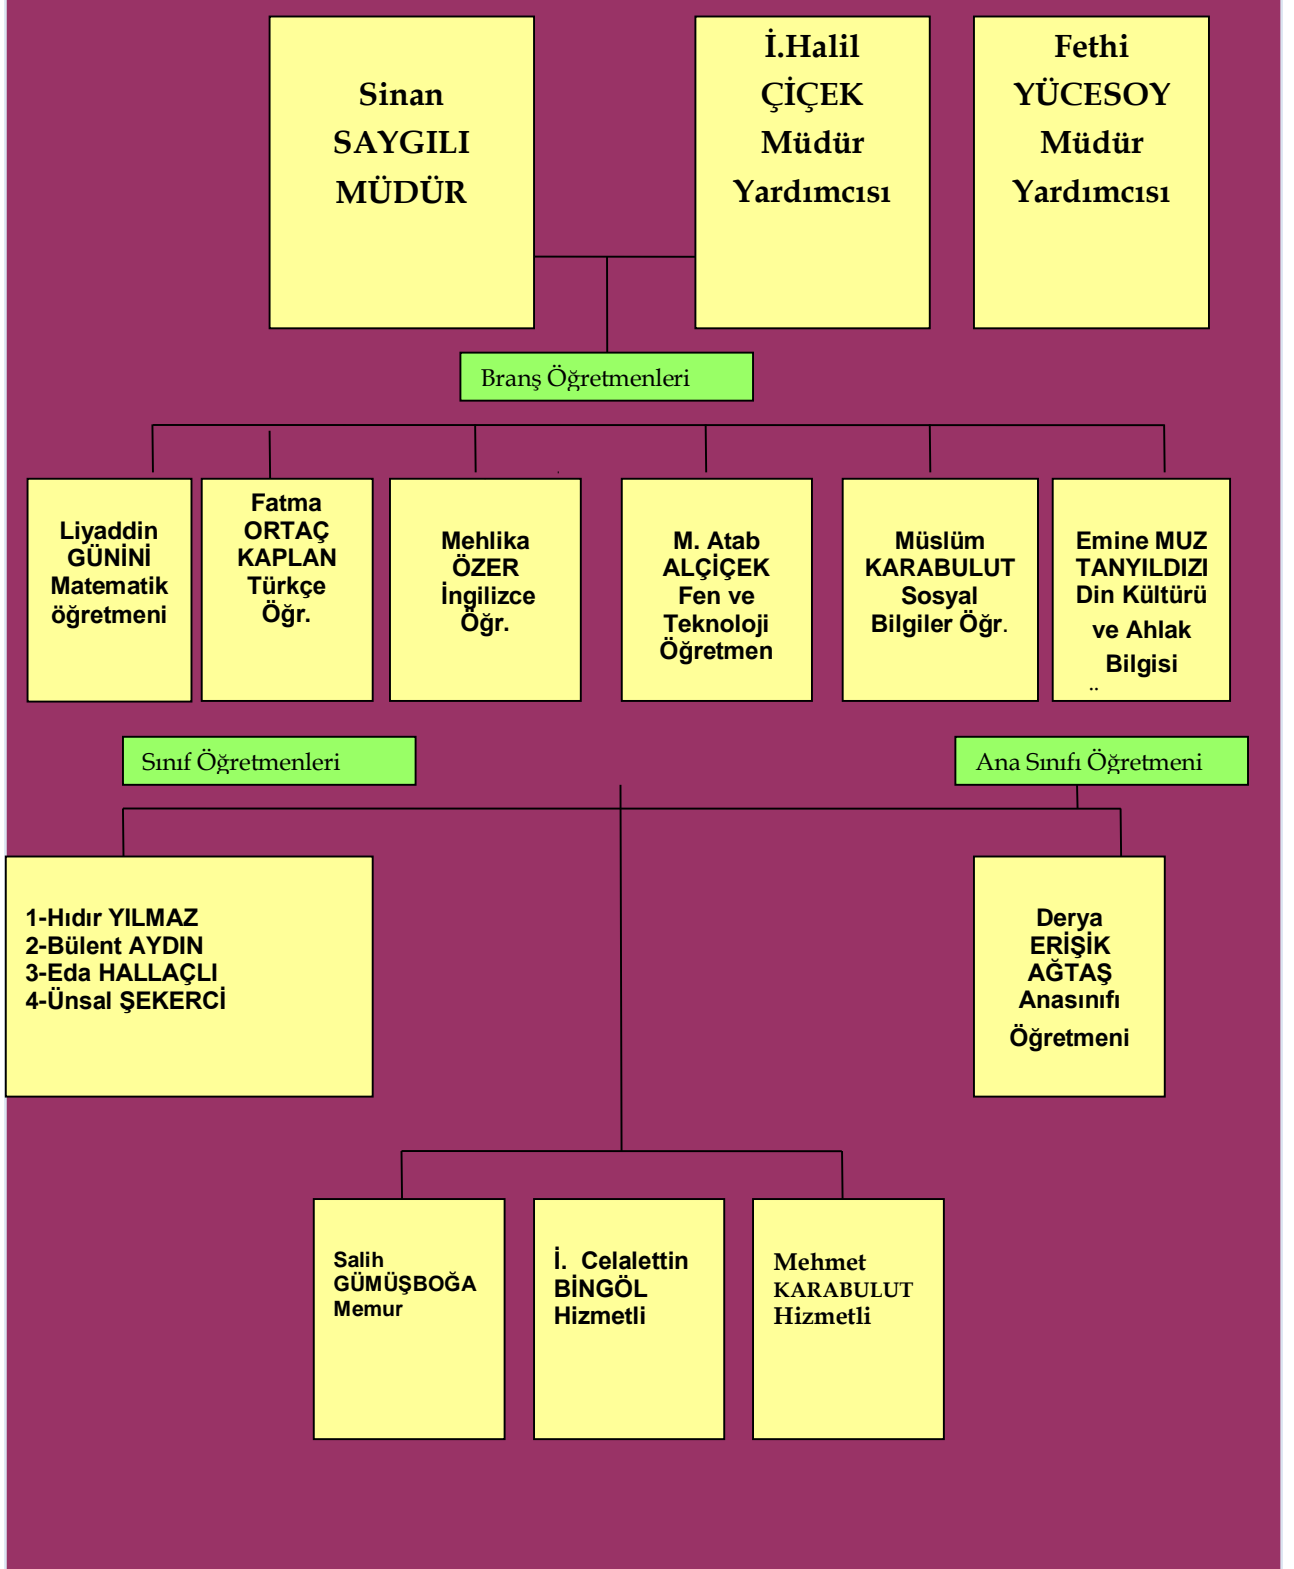 Sinan
SAYGILI
MÜDÜR
İ.Halil
ÇİÇEK
Müdür
Yardımcısı
Fethi
YÜCESOY
Müdür
Yardımcısı
Branş Öğretmenleri
Liyaddin
GÜNİNİ
Matematik
öğretmeni
Fatma
ORTAÇ
KAPLAN
Türkçe
Öğr.
Mehlika
ÖZER
İngilizce
Öğr.
M. Atab
ALÇİÇEK
Fen ve
Teknoloji
Öğretmen
Müslüm
KARABULUT
Sosyal
Bilgiler Öğr.
Emine MUZ
TANYILDIZI
Din Kültürü
ve Ahlak
Bilgisi
Sınıf Öğretmenleri
Ana Sınıfı Öğretmeni
1-Hıdır YILMAZ
2-Bülent AYDIN
3-Eda HALLAÇLI
4-Ünsal ŞEKERCİ
Derya
ERİŞİK
AĞTAŞ
Anasınıfı
Öğretmeni
Salih
GÜMÜŞBOĞA
Memur
İ. Celalettin
BİNGÖL
Hizmetli
Mehmet
KARABULUT
Hizmetli